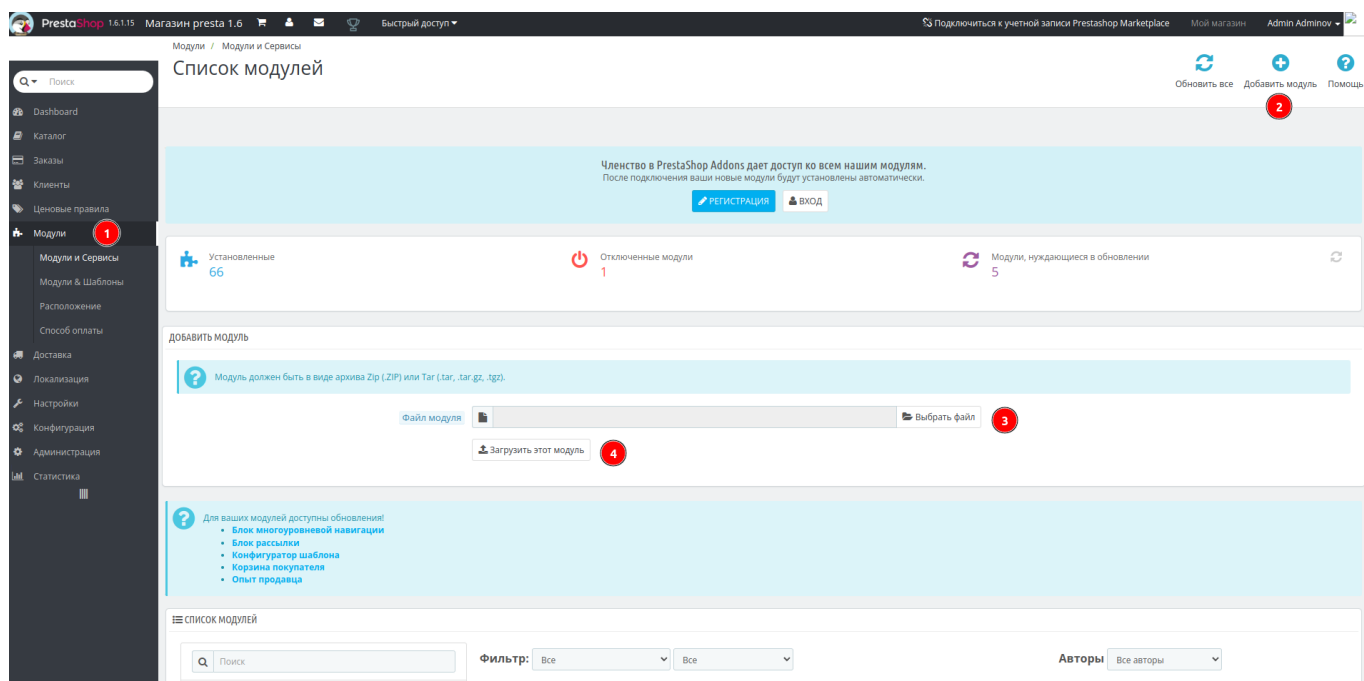 PrestaShop 1.6.1.15 Магазин presta 1.6 Быстрый доступ Подключиться к учетной записи Prestashop Marketplace Мой магазин Admin Adminov
Модули / Модули и Сервисы
Список модулей
Обновить все Добавить модуль Помощь
2
Поиск
Dashboard
Каталог
Заказы
Клиенты
Ценовые правила
Модули 1
Модули и Сервисы
Модули & Шаблоны
Расположение
Способ оплаты
Доставка
Локализация
Настройки
Конфигурация
Администрация
Статистика
Членство в PrestaShop Addons дает доступ ко всем нашим модулям.
После подключения ваши новые модули будут установлены автоматически.
РЕГИСТРАЦИЯ ВХОД
Установленные
66
Отключенные модули
1
Модули, нуждающиеся в обновлении
5
ДОБАВИТЬ МОДУЛЬ
Модуль должен быть в виде архива Zip (.ZIP) или Tar (.tar, .tar.gz, .tgz).
Файл модуля Выбрать файл 3
Загрузить этот модуль 4
Для ваших модулей доступны обновления!
Блок многоуровневой навигации
Блок рассылки
Конфигуратор шаблона
Корзина покупателя
Опыт продавца
СПИСОК МОДУЛЕЙ
Поиск Фильтр: Все Все Авторы Все авторы